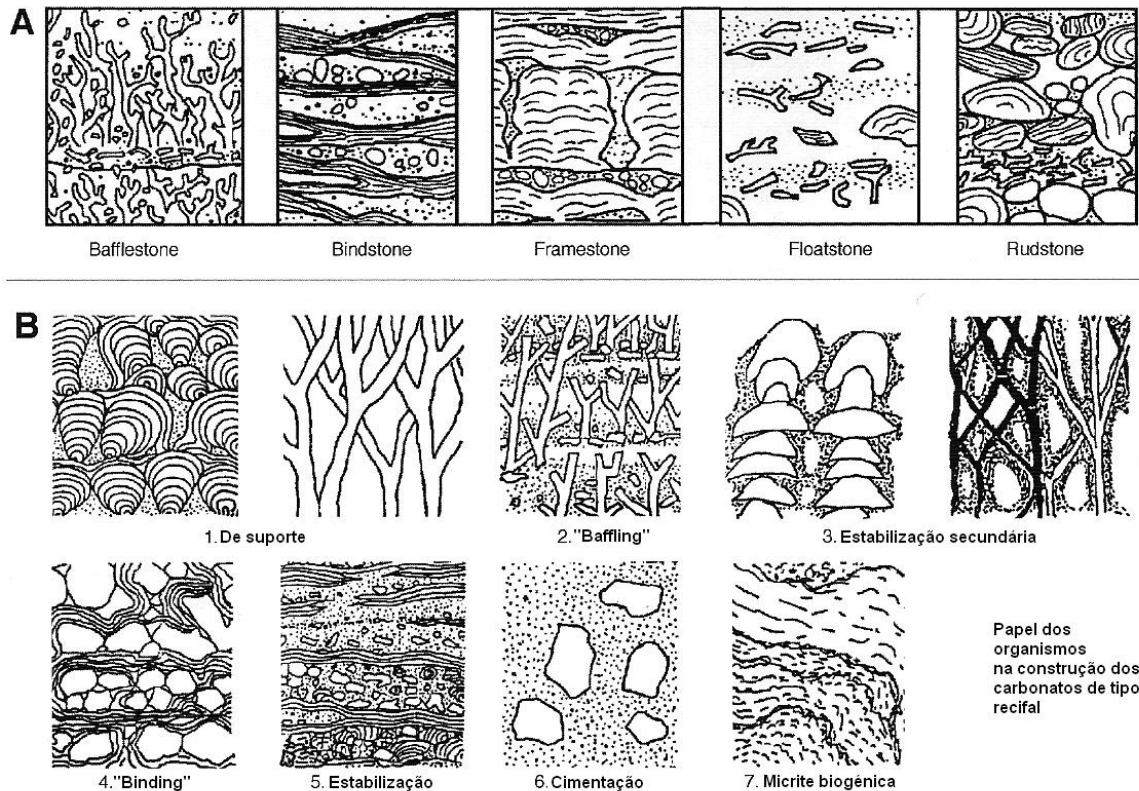 A
Bafflestone
Bindstone
Framestone
Floatstone
Rudstone
B
1. De suporte
2. "Baffling"
3. Estabilização secundária
4. "Binding"
5. Estabilização
6. Cimentação
7. Micrite biogénica
Papel dos
organismos
na construção dos
carbonatos de tipo
recifal